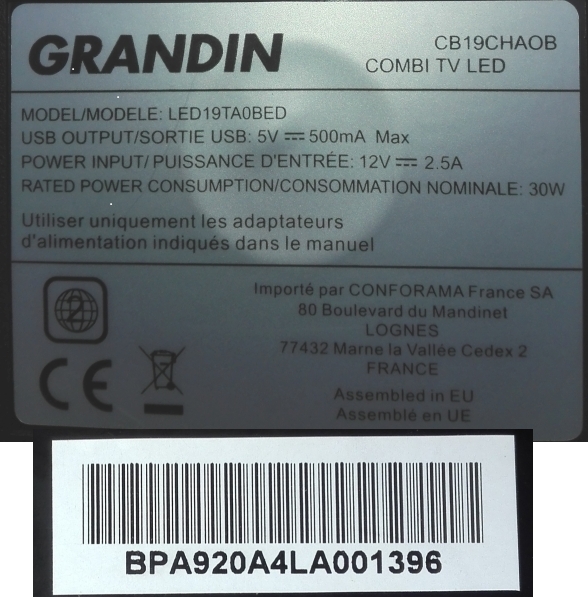 GRANDIN
CB19CHAOB
COMBI TV LED
MODEL/MODELE: LED19TA0BED
USB OUTPUT/SORTIE USB: 5V ⎓ 500mA Max
POWER INPUT/ PUISSANCE D'ENTRÉE: 12V ⎓ 2.5A
RATED POWER CONSUMPTION/CONSOMMATION NOMINALE: 30W
Utiliser uniquement les adaptateurs
d'alimentation indiqués dans le manuel
2
CE
Importé par CONFORAMA France SA
80 Boulevard du Mandinet
LOGNES
77432 Marne la Vallée Cedex 2
FRANCE
Assembled in EU
Assemblé en UE
BPA920A4LA001396